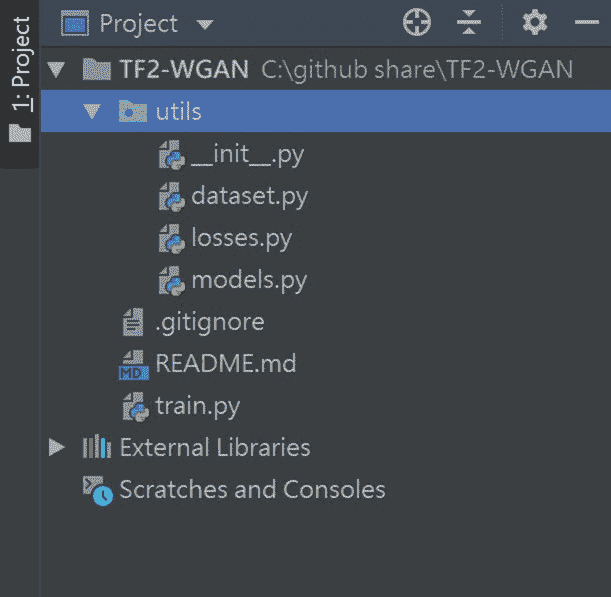 1: Project
Project
TF2-WGAN C:\github share\TF2-WGAN
utils
__init__.py
dataset.py
losses.py
models.py
.gitignore
MD README.md
train.py
External Libraries
Scratches and Consoles